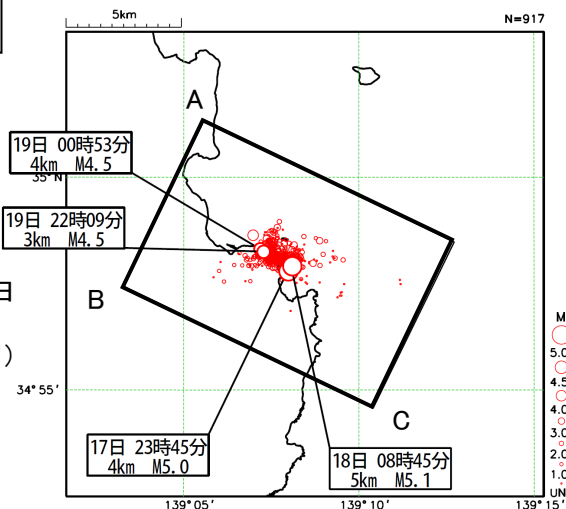 5km
N=917
A
19日 00時53分
4km M4.5
35°N
19日 22時09分
3km M4.5
日
B
)
M
5.0
4.5
4.0
3.0
2.0
1.0
UN
34°55′
C
17日 23時45分
4km M5.0
18日 08時45分
5km M5.1
139°05′
139°10′
139°15′